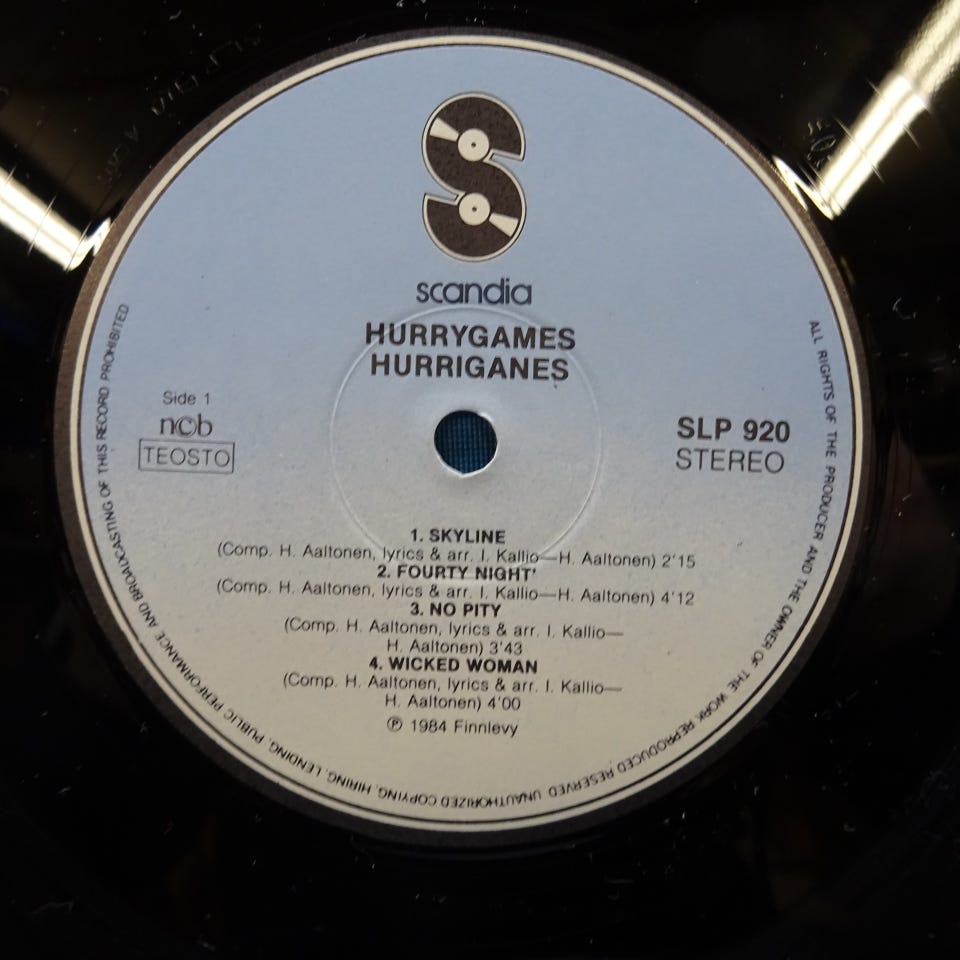 scandia
HURRYGAMES
HURRIGANES
Side 1
ncb
TEOSTO
SLP 920
STEREO
1. SKYLINE
(Comp. H. Aaltonen, lyrics & arr. I. Kallio—H. Aaltonen) 2'15
2. FOURTY NIGHT'
(Comp. H. Aaltonen, lyrics & arr. I. Kallio—H. Aaltonen) 4'12
3. NO PITY
(Comp. H. Aaltonen, lyrics & arr. I. Kallio—
H. Aaltonen) 3'43
4. WICKED WOMAN
(Comp. H. Aaltonen, lyrics & arr. I. Kallio—
H. Aaltonen) 4'00
℗ 1984 Finnlevy
ALL RIGHTS OF THE PRODUCER AND THE OWNER OF THE WORK REPRODUCED RESERVED UNAUTHORIZED COPYING, HIRING, LENDING, PUBLIC PERFORMANCE AND BROADCASTING OF THIS RECORD PROHIBITED